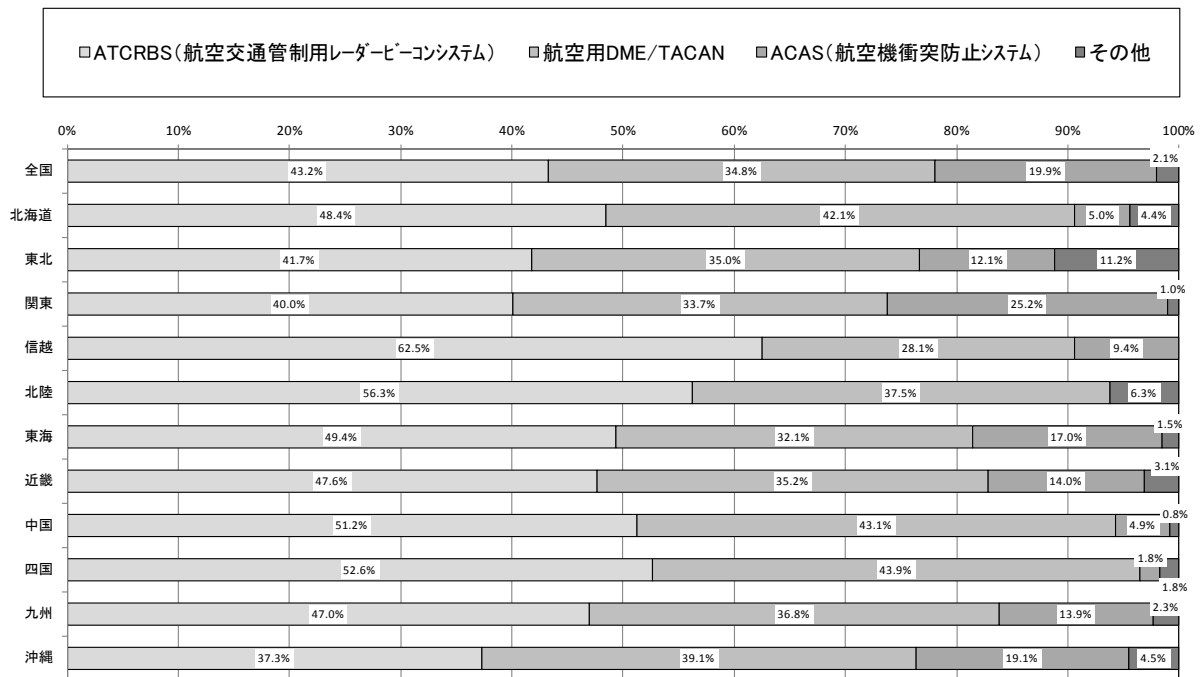 □ATCRBS(航空交通管制用レーダービーコンシステム) ■航空用DME/TACAN ■ACAS(航空機衝突防止システム) ■その他
0% 10% 20% 30% 40% 50% 60% 70% 80% 90% 100%
全国 43.2% 34.8% 19.9% 2.1%
北海道 48.4% 42.1% 5.0% 4.4%
東北 41.7% 35.0% 12.1% 11.2%
関東 40.0% 33.7% 25.2% 1.0%
信越 62.5% 28.1% 9.4%
北陸 56.3% 37.5% 6.3%
東海 49.4% 32.1% 17.0% 1.5%
近畿 47.6% 35.2% 14.0% 3.1%
中国 51.2% 43.1% 4.9% 0.8%
四国 52.6% 43.9% 1.8% 1.8%
九州 47.0% 36.8% 13.9% 2.3%
沖縄 37.3% 39.1% 19.1% 4.5%